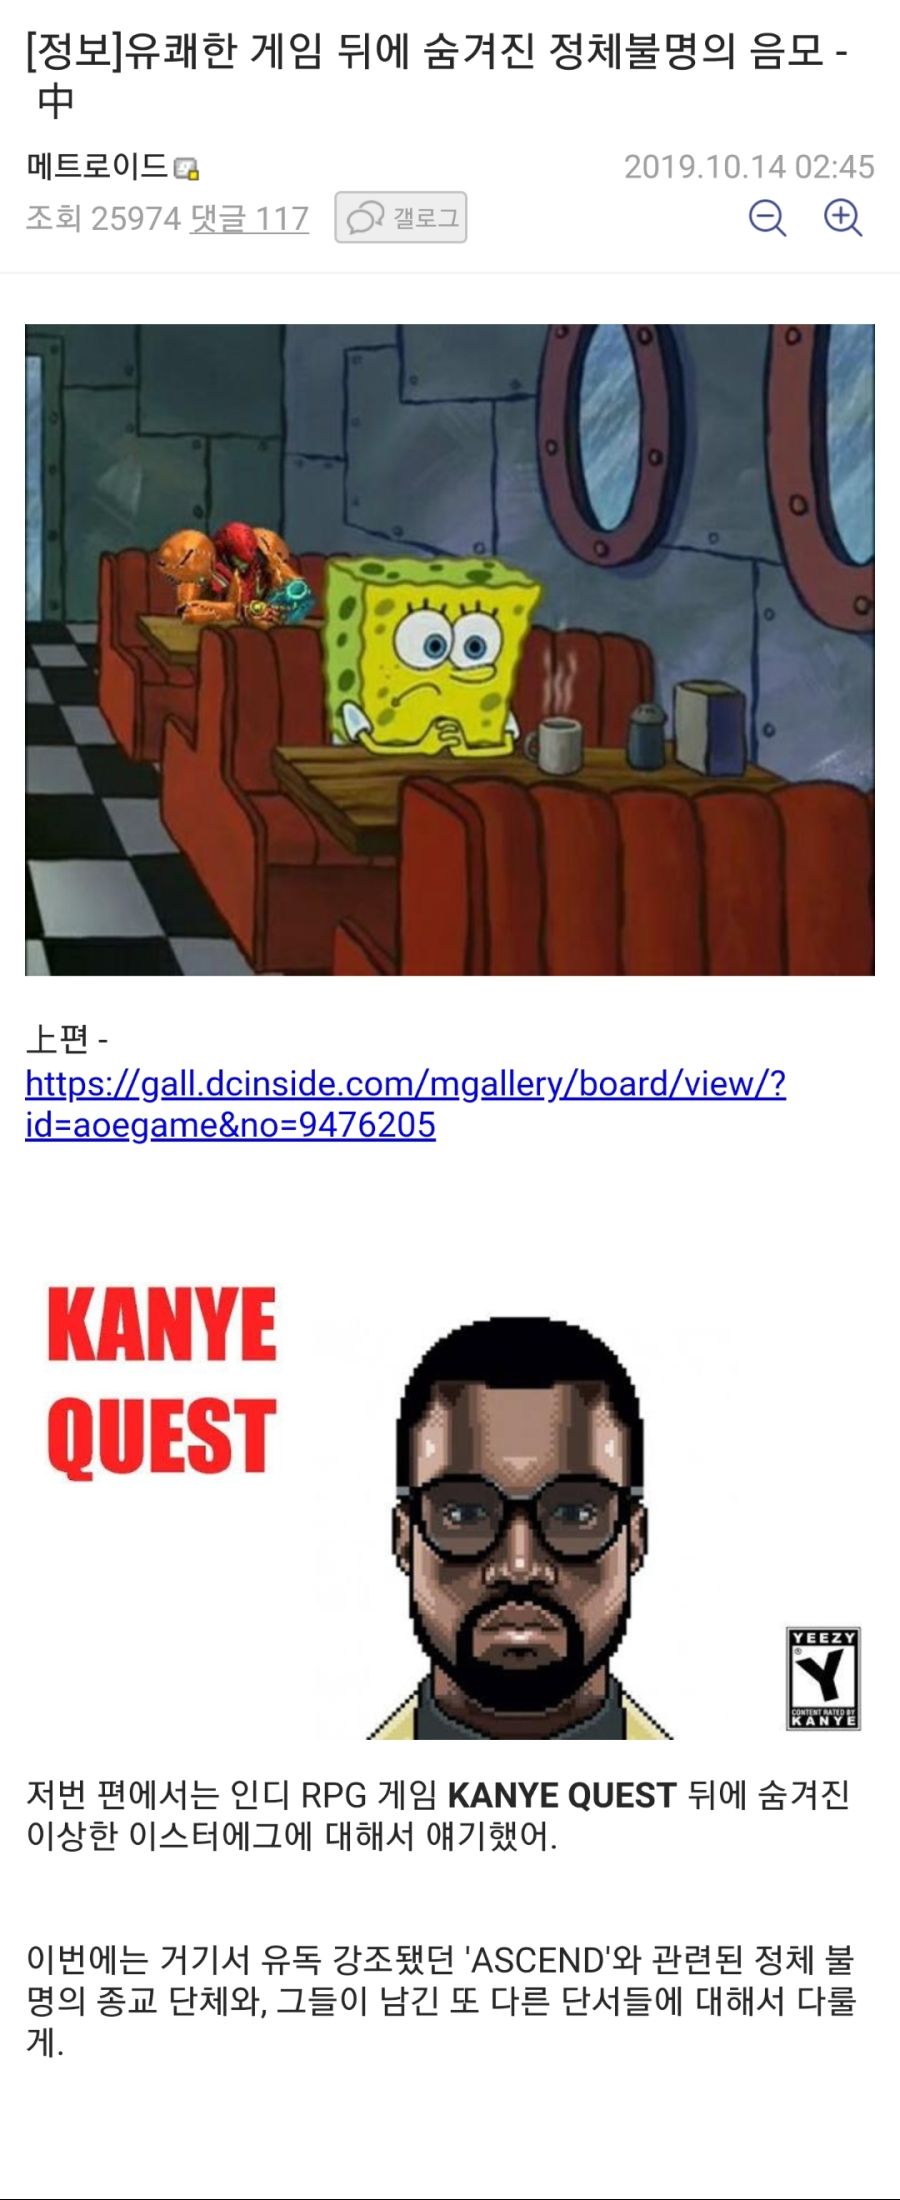 [정보]유쾌한 게임 뒤에 숨겨진 정체불명의 음모 -
中
메트로이드
2019.10.14 02:45
조회 25974 댓글 117
갤로그
上편 -
https://gall.dcinside.com/mgallery/board/view/?
id=aoegame&no=9476205
KANYE
QUEST
YEEZY
Y
CONTENT RATED BY
KANYE
저번 편에서는 인디 RPG 게임 KANYE QUEST 뒤에 숨겨진
이상한 이스터에그에 대해서 얘기했어.
이번에는 거기서 유독 강조됐던 'ASCEND'와 관련된 정체 불
명의 종교 단체와, 그들이 남긴 또 다른 단서들에 대해서 다룰
게.